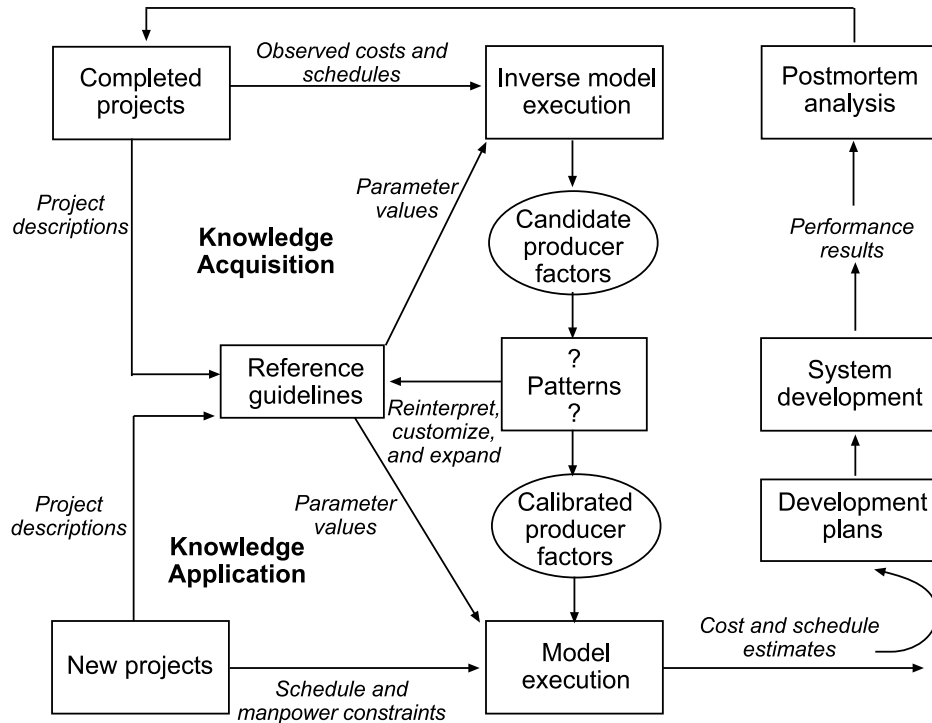 Completed
projects
Observed costs and
schedules
Inverse model
execution
Postmortem
analysis
Project
descriptions
Parameter
values
Knowledge
Acquisition
Candidate
producer
factors
Performance
results
Reference
guidelines
?
Patterns
?
System
development
Reinterpret,
customize,
and expand
Project
descriptions
Parameter
values
Calibrated
producer
factors
Development
plans
Knowledge
Application
New projects
Schedule and
manpower constraints
Model
execution
Cost and schedule
estimates